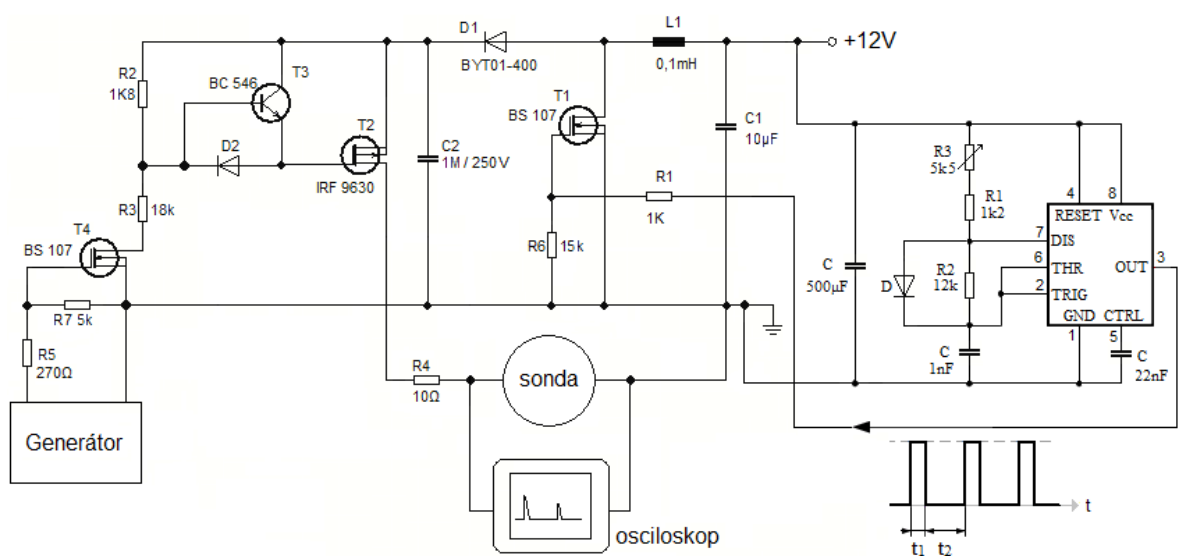 D1
BYT01-400
L1
0,1mH
+12V
R2
1K8
BC 546
T3
D2
T2
IRF 9630
C2
1M / 250V
T1
BS 107
C1
10µF
R3
18k
T4
BS 107
R1
1K
R6
15k
R7 5k
R5
270Ω
Generátor
R4
10Ω
sonda
osciloskop
C
500µF
R3
5k5
R1
1k2
R2
12k
D
C
1nF
4
8
RESET
Vcc
7
DIS
6
THR
2
TRIG
OUT
3
GND
CTRL
1
5
C
22nF
t
t1
t2